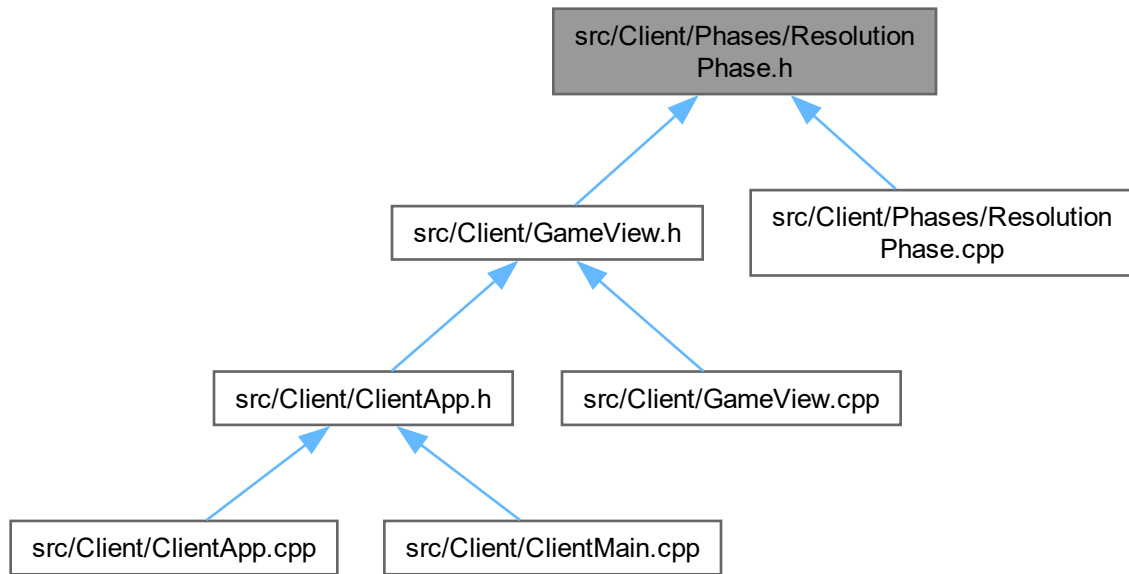 src/Client/Phases/Resolution
Phase.h
src/Client/GameView.h
src/Client/Phases/Resolution
Phase.cpp
src/Client/ClientApp.h
src/Client/GameView.cpp
src/Client/ClientApp.cpp
src/Client/ClientMain.cpp